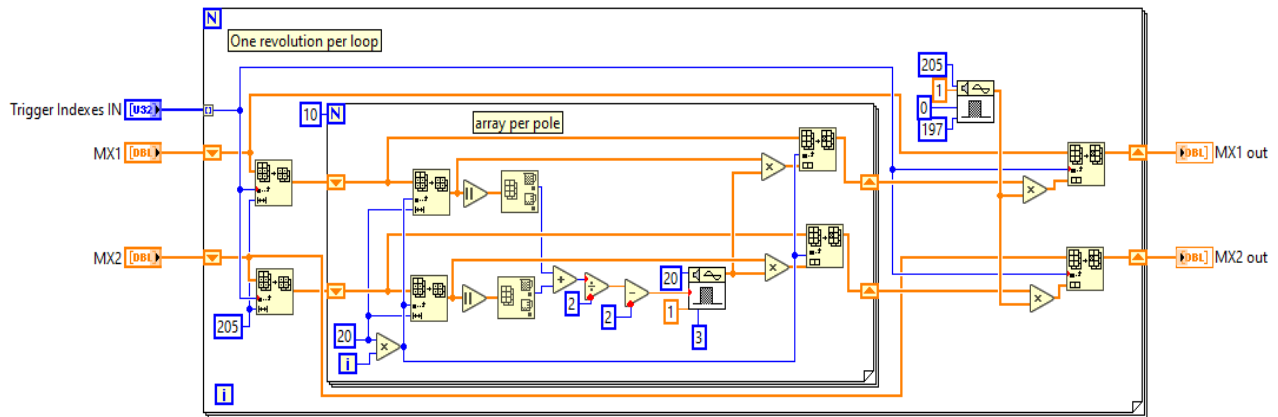 N
One revolution per loop
205
1
0
197
Trigger Indexes IN
[U32]
10
N
array per pole
MX1
[DBL]
[DBL]
MX1 out
MX2
[DBL]
[DBL]
MX2 out
20
2
2
1
3
205
20
i
i